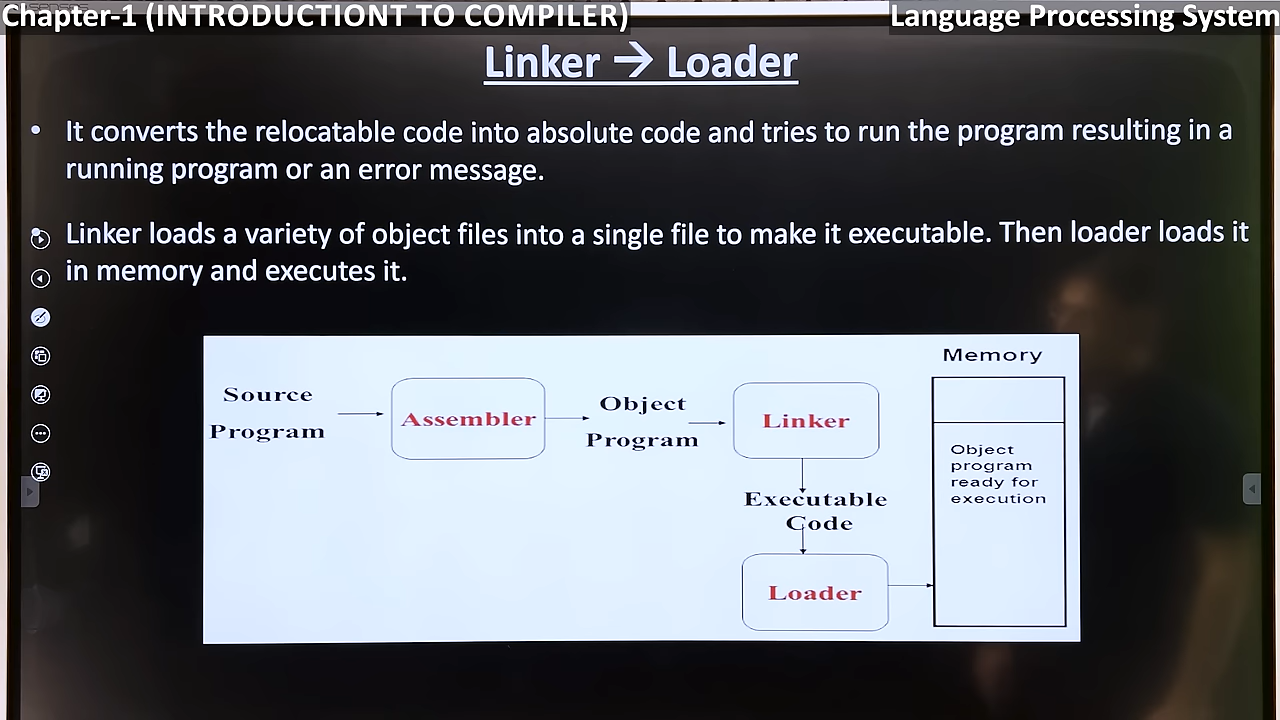 Chapter-1 (INTRODUCTIONT TO COMPILER)
Language Processing System
Linker → Loader
• It converts the relocatable code into absolute code and tries to run the program resulting in a
running program or an error message.
• Linker loads a variety of object files into a single file to make it executable. Then loader loads it
in memory and executes it.
Memory
Source
Program
Assembler
Object
Program
Linker
Object
program
ready for
execution
Executable
Code
Loader